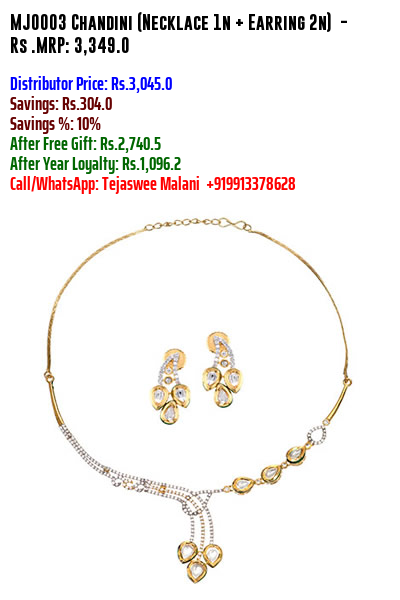 MJ0003 Chandini (Necklace 1n + Earring 2n) -
Rs .MRP: 3,349.0
Distributor Price: Rs.3,045.0
Savings: Rs.304.0
Savings %: 10%
After Free Gift: Rs.2,740.5
After Year Loyalty: Rs.1,096.2
Call/WhatsApp: Tejaswee Malani +919913378628